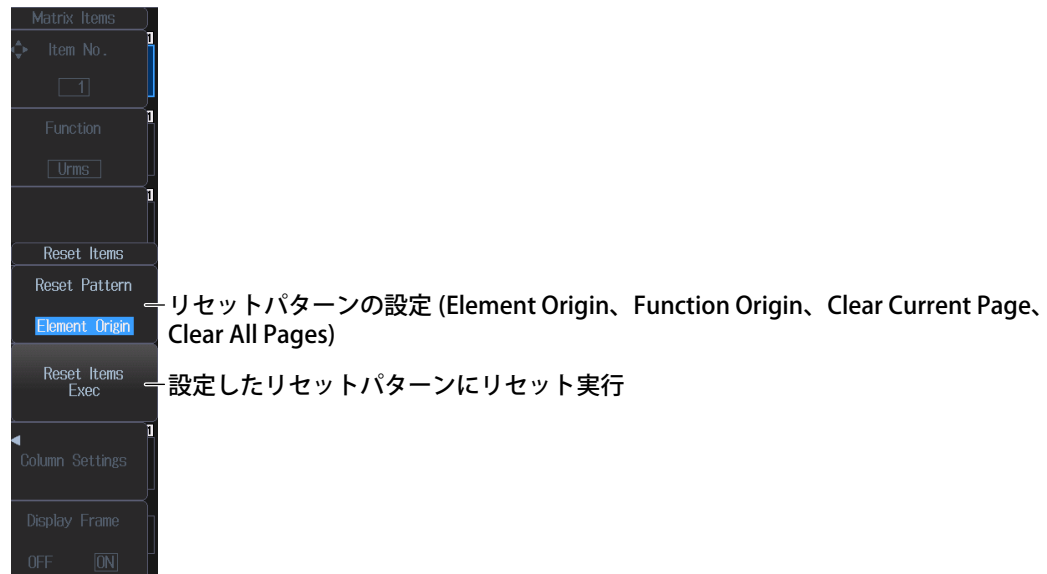 Matrix Items
Item No.
1
Function
Urms
Reset Items
Reset Pattern
Element Origin
リセットパターンの設定 (Element Origin、Function Origin、Clear Current Page、
Clear All Pages)
Reset Items
Exec
設定したリセットパターンにリセット実行
Column Settings
Display Frame
OFF ON